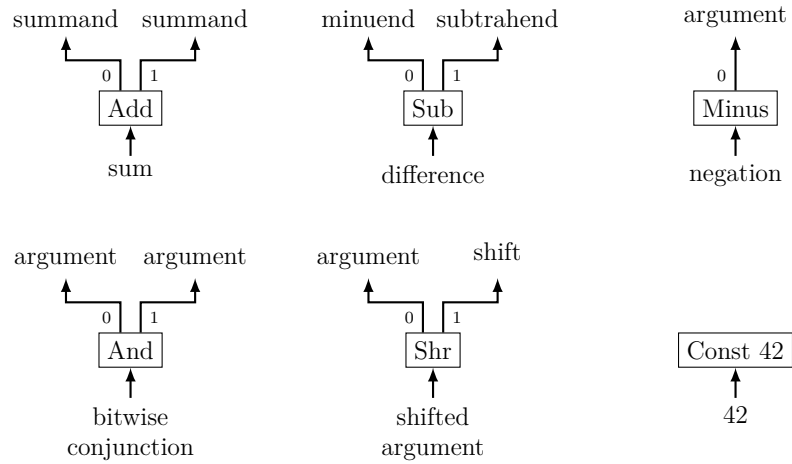 summand summand
0 1
Add
sum
minuend subtrahend
0 1
Sub
difference
argument
0
Minus
negation
argument argument
0 1
And
bitwise
conjunction
argument shift
0 1
Shr
shifted
argument
Const 42
42